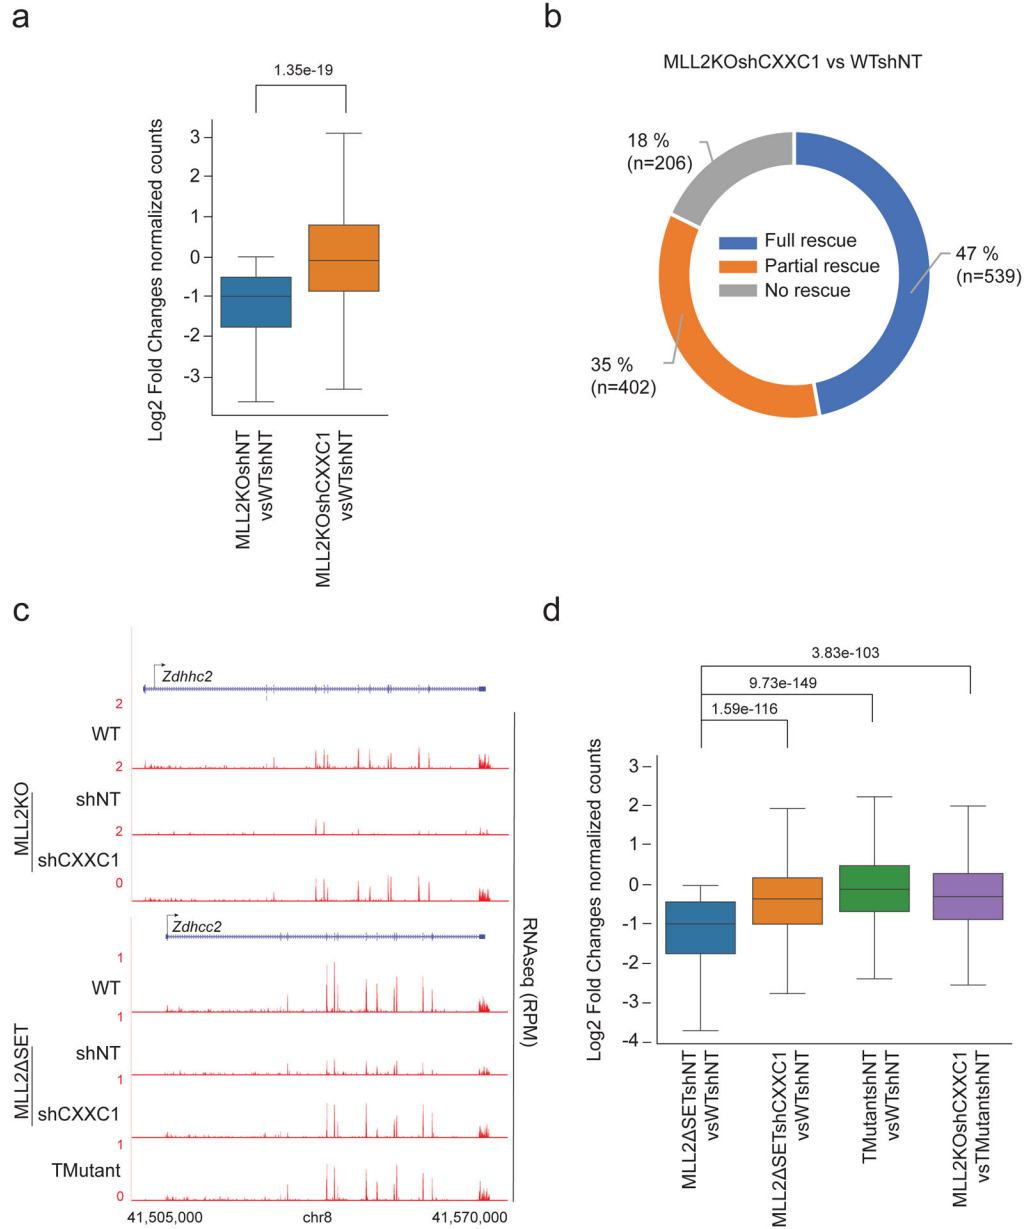 a
1.35e-19
Log2 Fold Changes normalized counts
3
2
1
0
-1
-2
-3
MLL2KOshNT
vsWTshNT
MLL2KOshCXXC1
vsWTshNT
b
MLL2KOshCXXC1 vs WTshNT
18 %
(n=206)
Full rescue
Partial rescue
No rescue
47 %
(n=539)
35 %
(n=402)
c
Zdhhc2
2
WT
2
MLL2KO
shNT
2
shCXXC1
0
Zdhcc2
1
WT
1
MLL2ΔSET
shNT
1
shCXXC1
1
TMutant
0
RNAseq (RPM)
41,505,000 chr8 41,570,000
d
3.83e-103
9.73e-149
1.59e-116
Log2 Fold Changes normalized counts
3
2
1
0
-1
-2
-3
-4
MLL2ΔSETshNT
vsWTshNT
MLL2ΔSETshCXXC1
vsWTshNT
TMutantshNT
vsWTshNT
MLL2KOshCXXC1
vsTMutantshNT